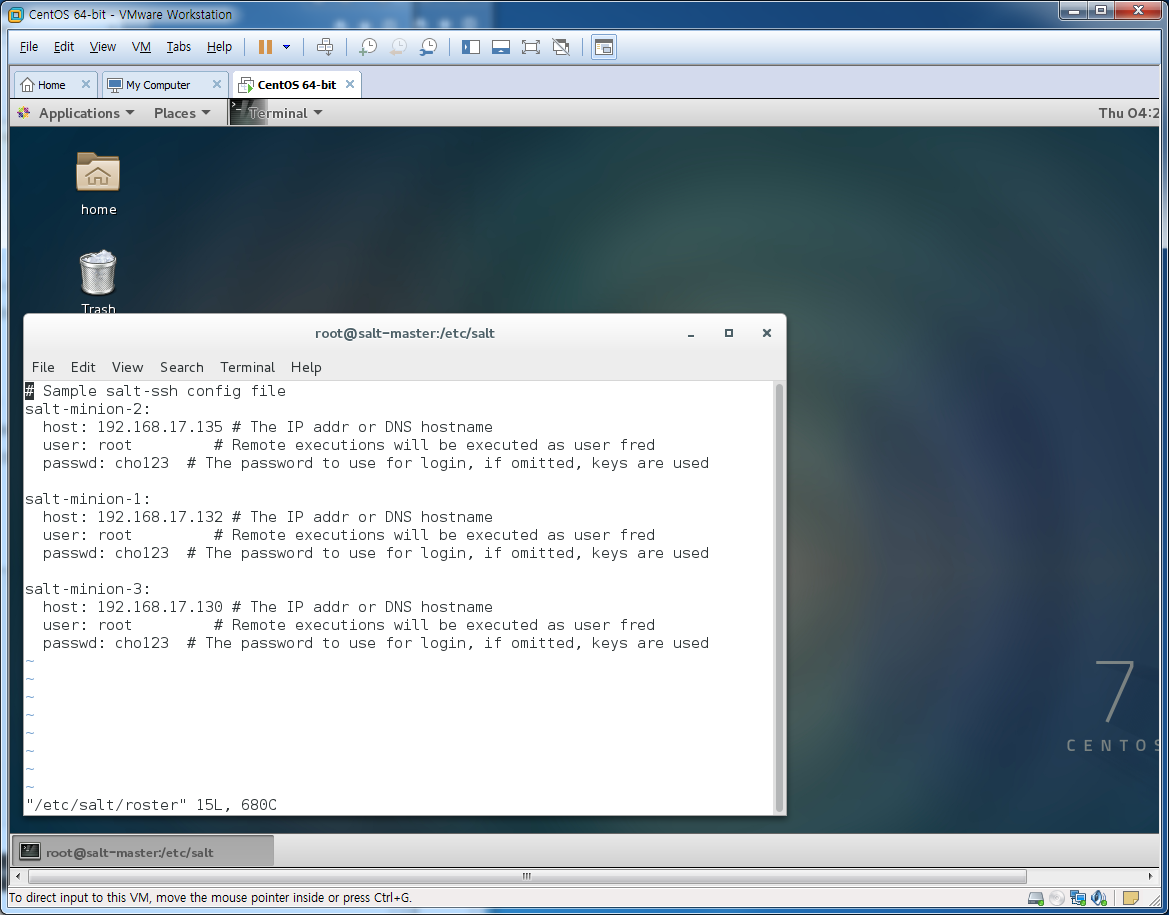 CentOS 64-bit - VMware Workstation
File Edit View VM Tabs Help
Home My Computer CentOS 64-bit
Applications Places Terminal Thu 04:2
home
Trash
root@salt-master:/etc/salt
File Edit View Search Terminal Help
# Sample salt-ssh config file
salt-minion-2:
host: 192.168.17.135 # The IP addr or DNS hostname
user: root # Remote executions will be executed as user fred
passwd: cho123 # The password to use for login, if omitted, keys are used
salt-minion-1:
host: 192.168.17.132 # The IP addr or DNS hostname
user: root # Remote executions will be executed as user fred
passwd: cho123 # The password to use for login, if omitted, keys are used
salt-minion-3:
host: 192.168.17.130 # The IP addr or DNS hostname
user: root # Remote executions will be executed as user fred
passwd: cho123 # The password to use for login, if omitted, keys are used
~
~
~
~
~
~
~
~
"/etc/salt/roster" 15L, 680C
7
CENTOS
root@salt-master:/etc/salt
To direct input to this VM, move the mouse pointer inside or press Ctrl+G.